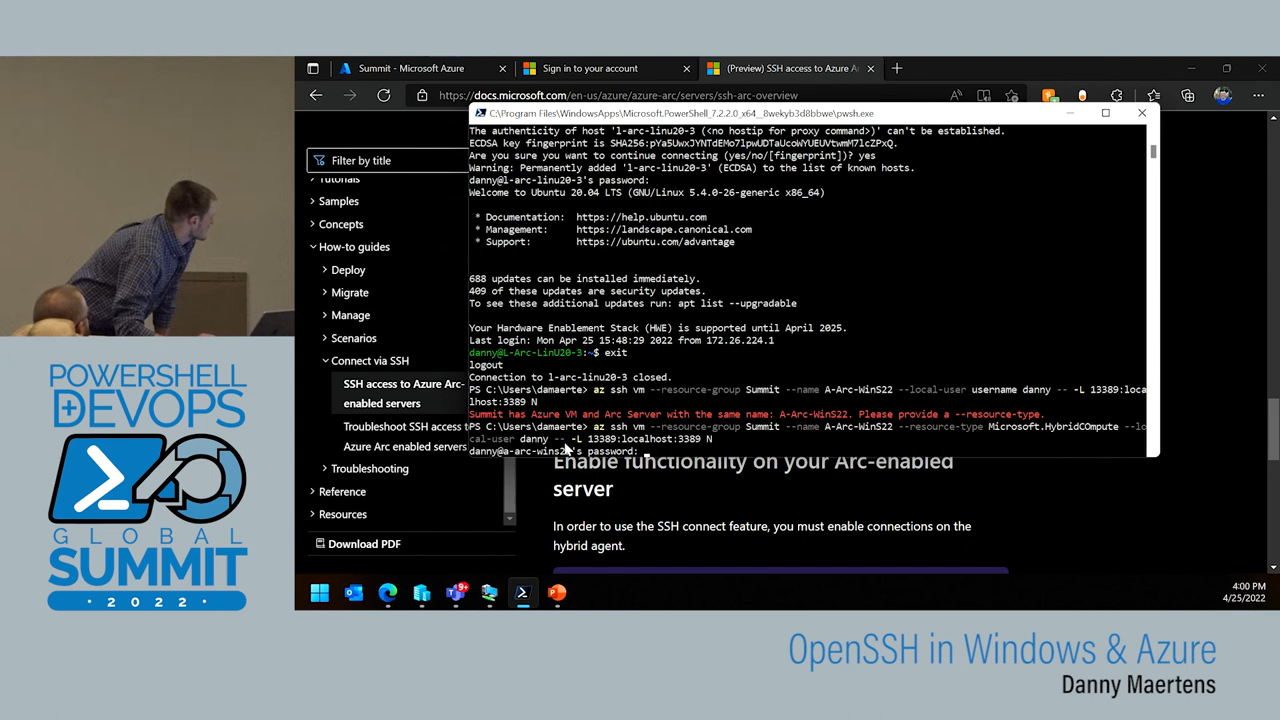 Summit - Microsoft Azure
Sign in to your account
(Preview) SSH access to Azure Ar
https://docs.microsoft.com/en-us/azure/azure-arc/servers/ssh-arc-overview
C:\Program Files\WindowsApps\Microsoft.PowerShell_7.2.2.0_x64__8wekyb3d8bbwe\pwsh.exe
Filter by title
Tutorials
Samples
Concepts
How-to guides
Deploy
Migrate
Manage
Scenarios
Connect via SSH
SSH access to Azure Arc-
enabled servers
Troubleshoot SSH access t
Azure Arc enabled server
Troubleshooting
Reference
Resources
Download PDF
The authenticity of host 'l-arc-linu20-3 (<no hostip for proxy command>)' can't be established.
ECDSA key fingerprint is SHA256:pYa5UwxJYNTdEMo7lpwUDTaUcoWYUEUVtwmM7lcZPxQ.
Are you sure you want to continue connecting (yes/no/[fingerprint])? yes
Warning: Permanently added 'l-arc-linu20-3' (ECDSA) to the list of known hosts.
danny@l-arc-linu20-3's password:
Welcome to Ubuntu 20.04 LTS (GNU/Linux 5.4.0-26-generic x86_64)
* Documentation: https://help.ubuntu.com
* Management: https://landscape.canonical.com
* Support: https://ubuntu.com/advantage
688 updates can be installed immediately.
409 of these updates are security updates.
To see these additional updates run: apt list --upgradable
Your Hardware Enablement Stack (HWE) is supported until April 2025.
Last login: Mon Apr 25 15:48:29 2022 from 172.26.224.1
danny@L-Arc-LinU20-3:~$ exit
logout
Connection to l-arc-linu20-3 closed.
PS C:\Users\damaerte> az ssh vm --resource-group Summit --name A-Arc-WinS22 --local-user username danny -- -L 13389:loca
lhost:3389 N
Summit has Azure VM and Arc Server with the same name: A-Arc-WinS22. Please provide a --resource-type.
PS C:\Users\damaerte> az ssh vm --resource-group Summit --name A-Arc-WinS22 --resource-type Microsoft.HybridCOmpute --lo
cal-user danny -- -L 13389:localhost:3389 N
danny@a-arc-wins22's password:
Enable functionality on your Arc-enabled
server
In order to use the SSH connect feature, you must enable connections on the
hybrid agent.
9+
4:00 PM
4/25/2022
POWERSHELL
+DEVOPS
GLOBAL
SUMMIT
· 2022 ·
OpenSSH in Windows & Azure
Danny Maertens